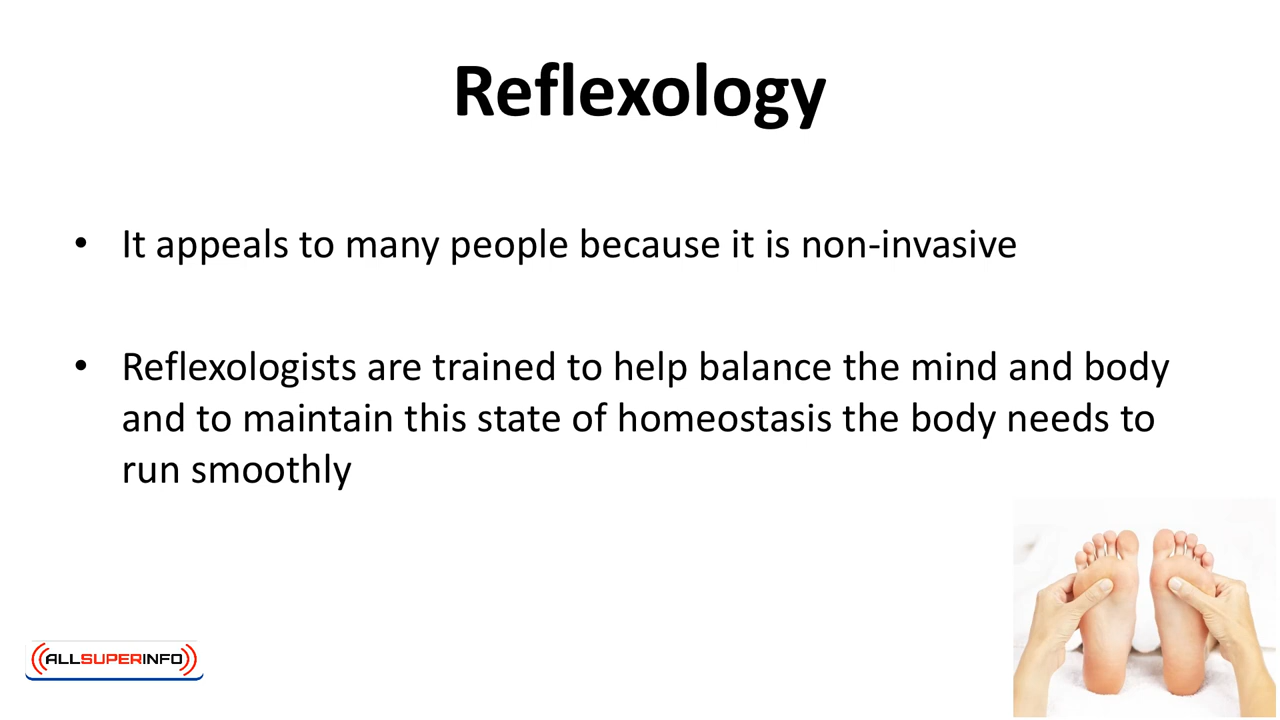 Reflexology
• It appeals to many people because it is non-invasive
• Reflexologists are trained to help balance the mind and body
and to maintain this state of homeostasis the body needs to
run smoothly
ALLSUPERINFO